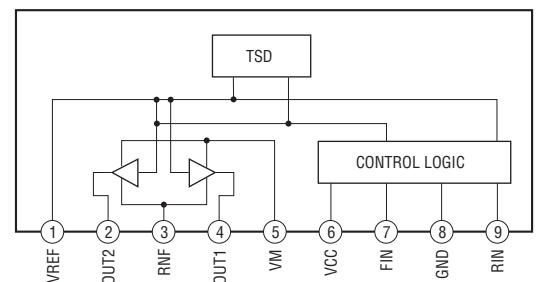 TSD
CONTROL LOGIC
1 2 3 4 5 6 7 8 9
VREF OUT2 RNF OUT1 VM VCC FIN GND RIN